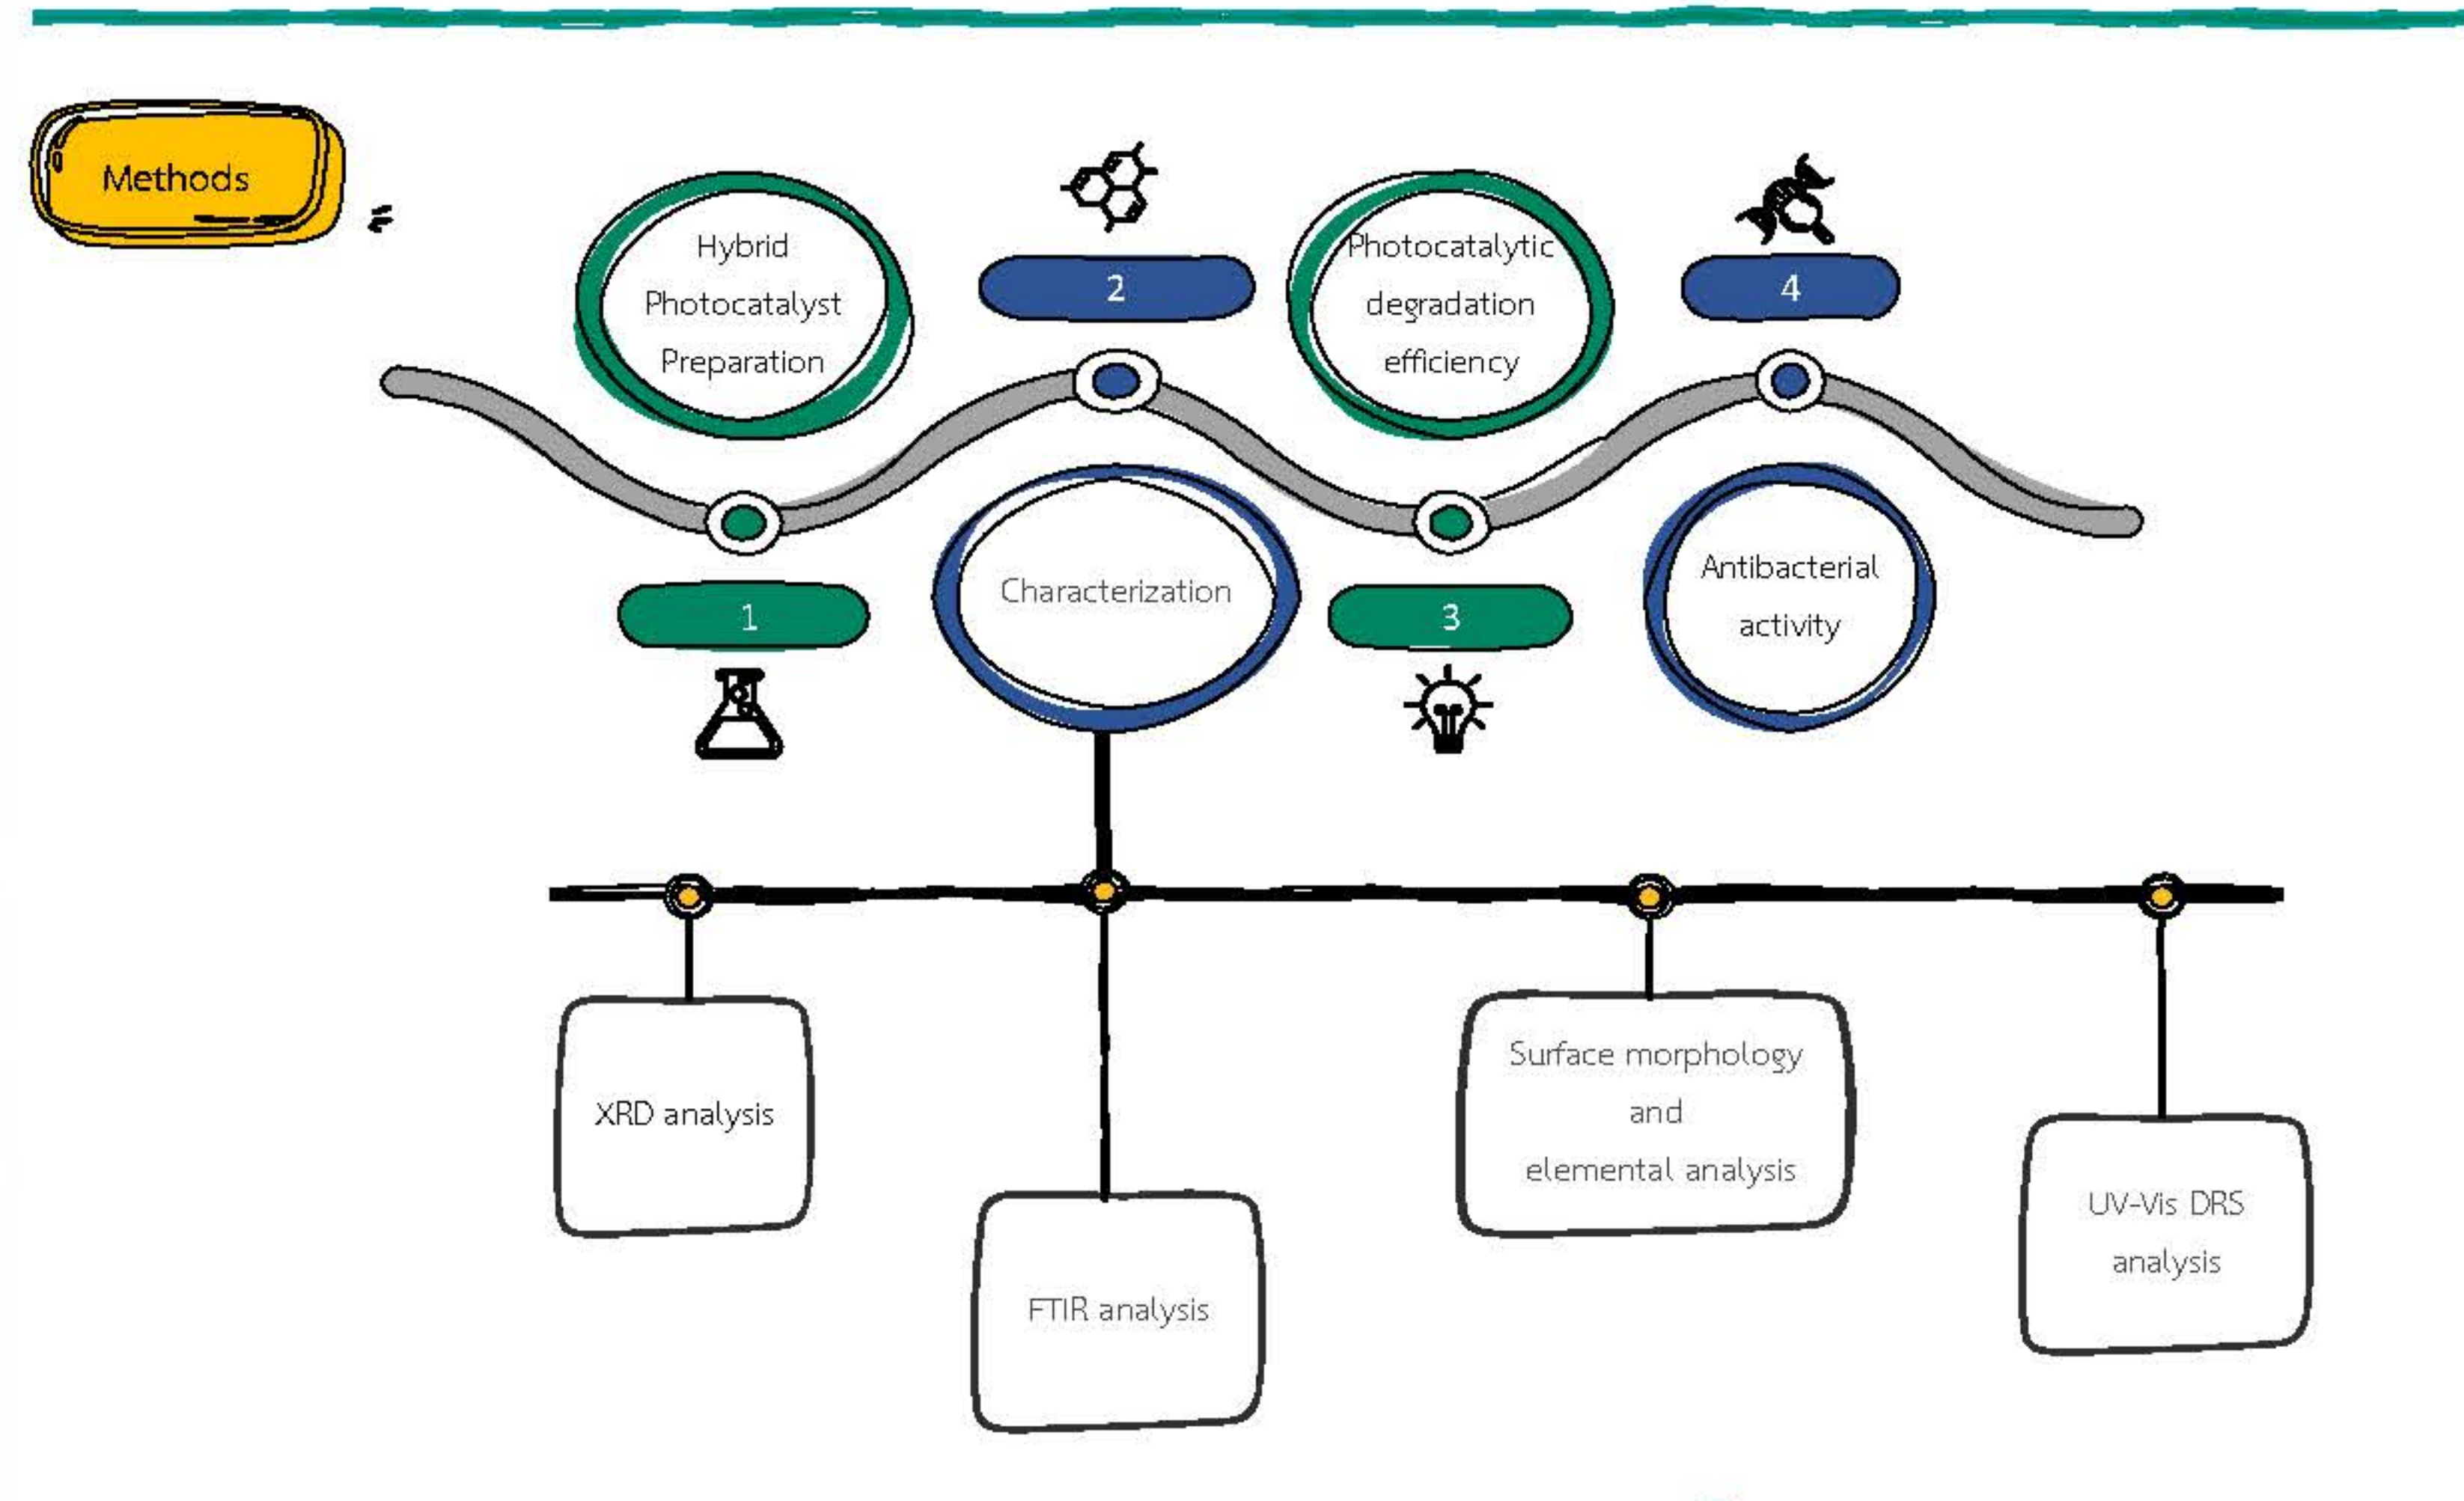 Methods
Hybrid
Photocatalyst
Preparation
1
2
Characterization
Photocatalytic
degradation
efficiency
3
4
Antibacterial
activity
XRD analysis
FTIR analysis
Surface morphology
and
elemental analysis
UV-Vis DRS
analysis